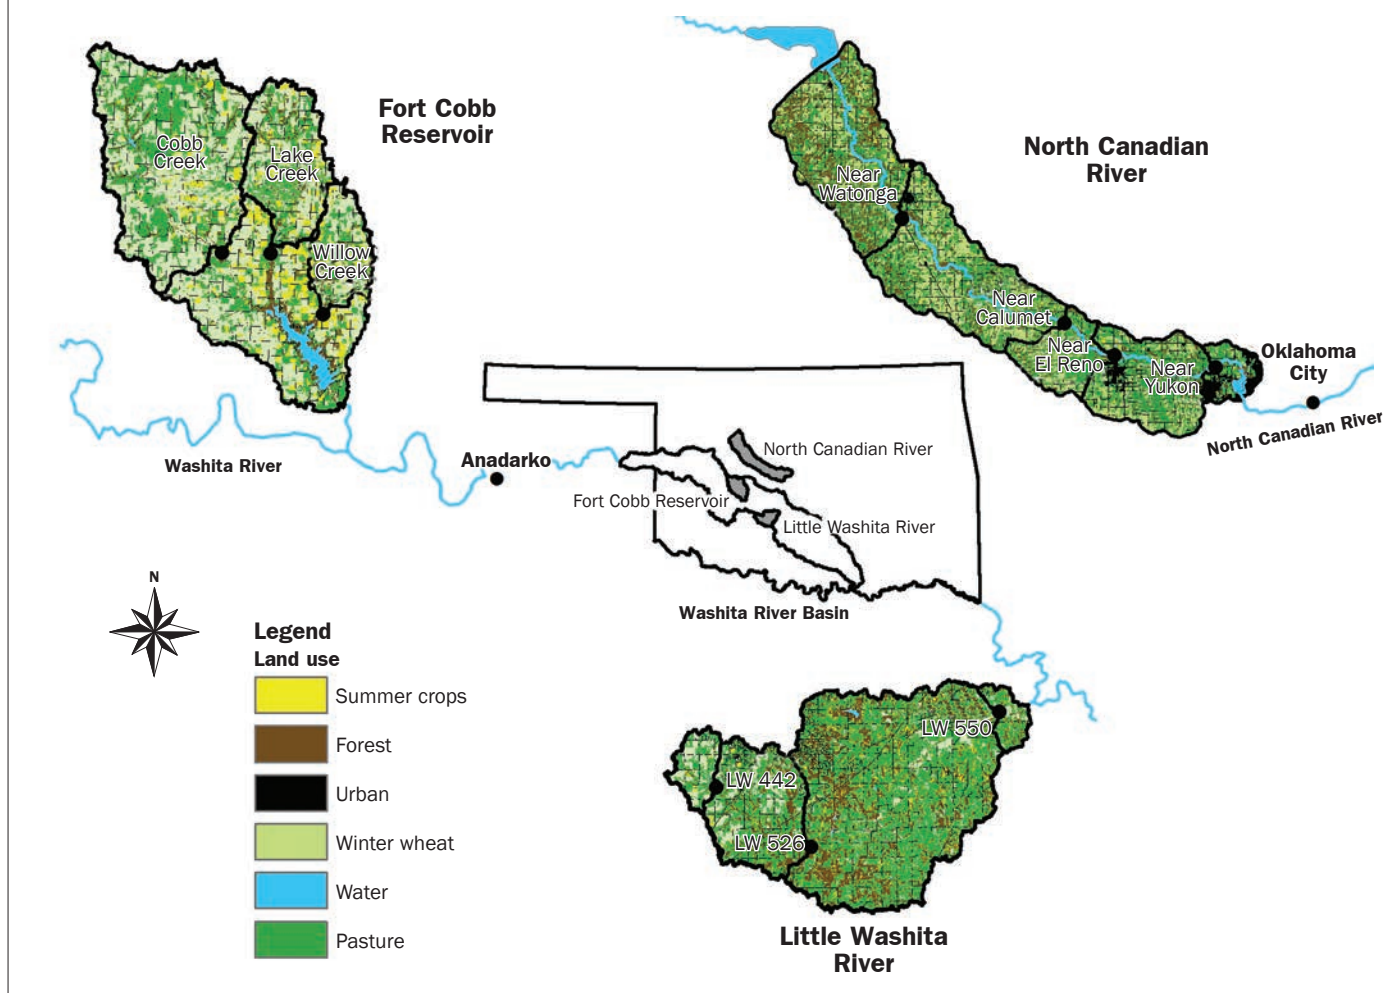 Fort Cobb
Reservoir
Cobb
Creek
Lake
Creek
Willow
Creek
North Canadian
River
Near
Watonga
Near
Calumet
Near
El Reno
Near
Yukon
Oklahoma
City
North Canadian River
Washita River
Anadarko
North Canadian River
Fort Cobb Reservoir
Little Washita River
Washita River Basin
N
Legend
Land use
Summer crops
Forest
Urban
Winter wheat
Water
Pasture
LW 550
LW 442
LW 526
Little Washita
River